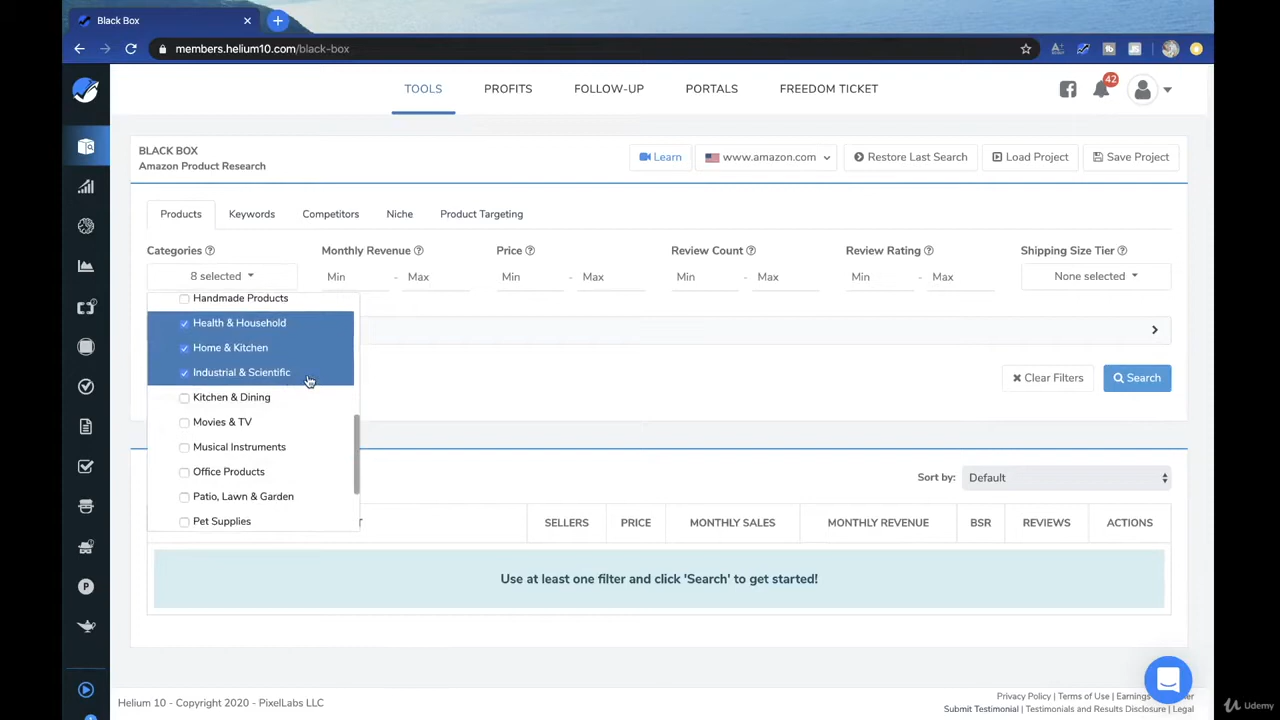 Black Box
members.helium10.com/black-box
TOOLS PROFITS FOLLOW-UP PORTALS FREEDOM TICKET
42
BLACK BOX
Amazon Product Research
Learn www.amazon.com Restore Last Search Load Project Save Project
Products Keywords Competitors Niche Product Targeting
Categories Monthly Revenue Price Review Count Review Rating Shipping Size Tier
8 selected Min - Max Min - Max Min - Max Min - Max None selected
Handmade Products
Health & Household
Home & Kitchen
Industrial & Scientific
Kitchen & Dining
Movies & TV
Musical Instruments
Office Products
Patio, Lawn & Garden
Pet Supplies
Clear Filters Search
Sort by: Default
SELLERS PRICE MONTHLY SALES MONTHLY REVENUE BSR REVIEWS ACTIONS
Use at least one filter and click 'Search' to get started!
Helium 10 - Copyright 2020 - PixelLabs LLC
Privacy Policy | Terms of Use | Earnings
Submit Testimonial | Testimonials and Results Disclosure | Legal
Udemy